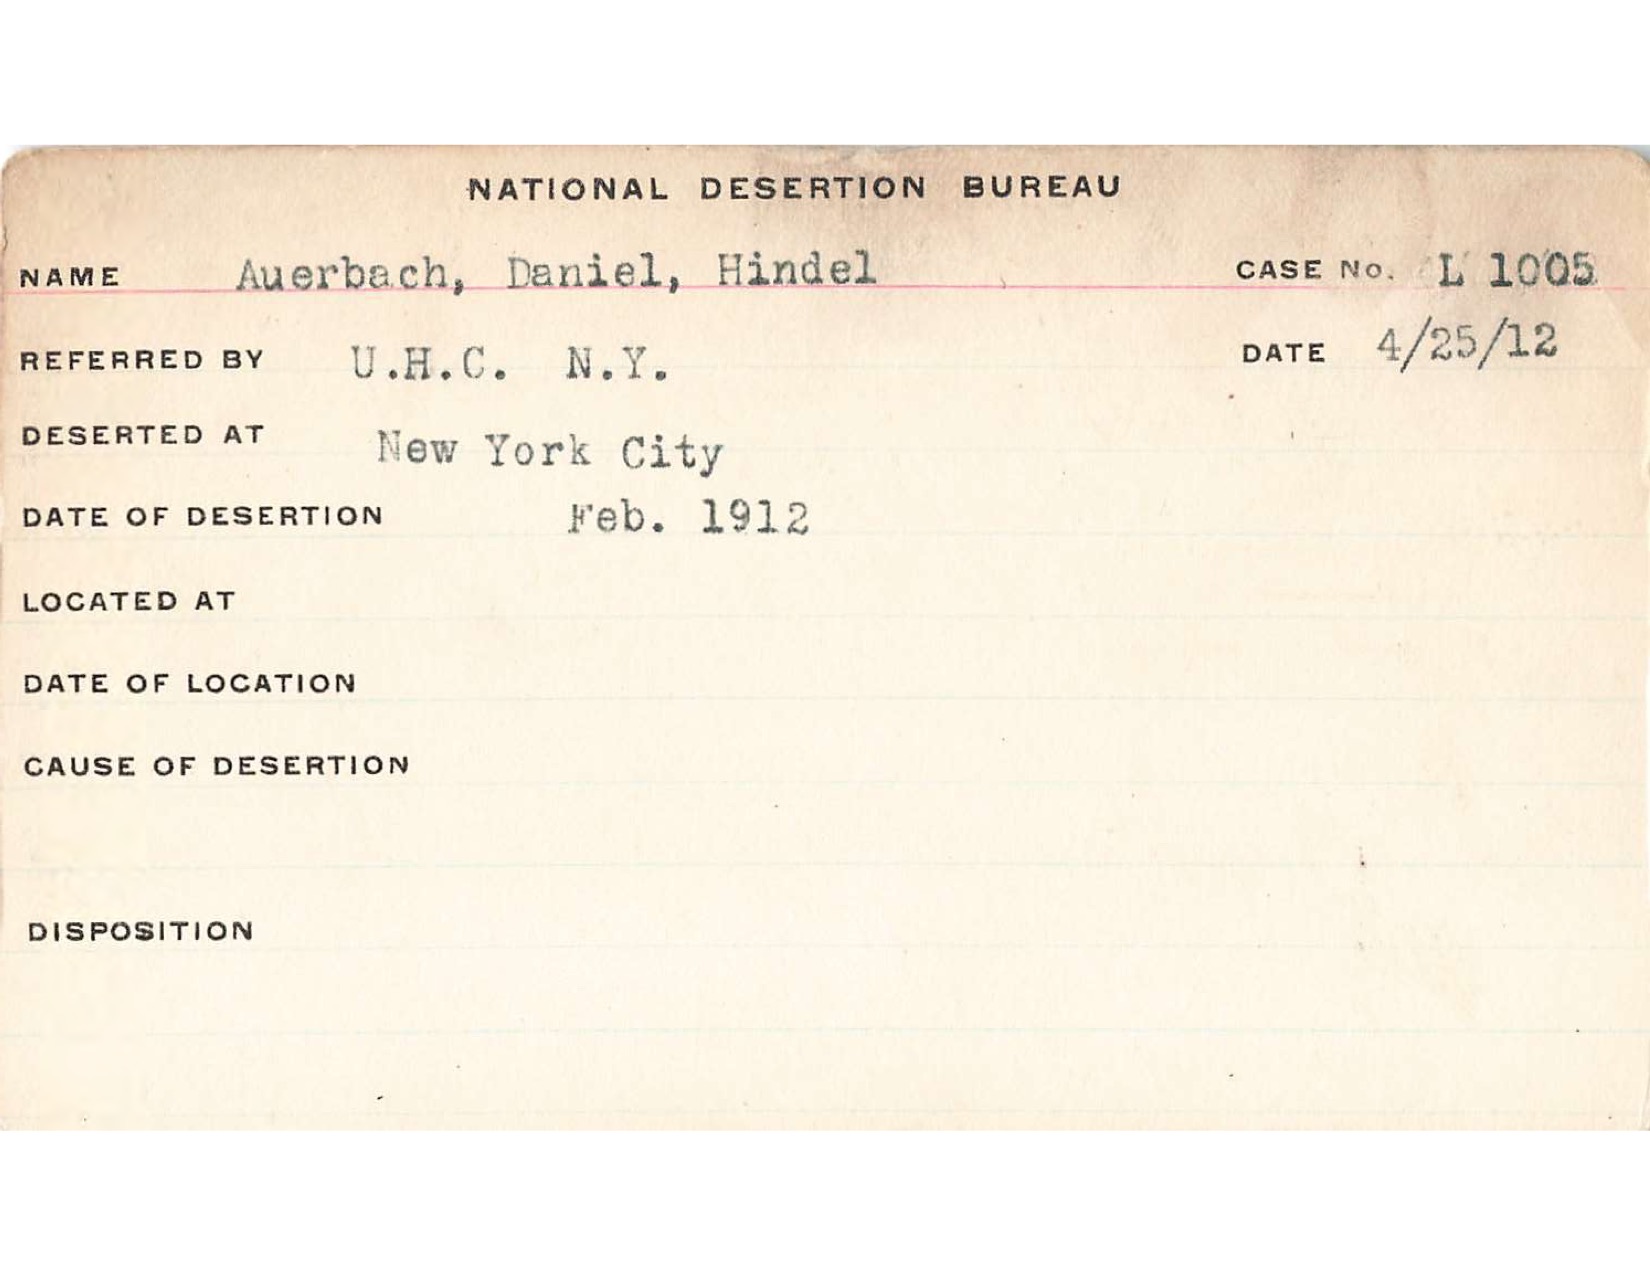 NATIONAL DESERTION BUREAU
NAME Auerbach, Daniel, Hindel CASE No. L 1005
REFERRED BY U.H.C. N.Y. DATE 4/25/12
DESERTED AT New York City
DATE OF DESERTION Feb. 1912
LOCATED AT
DATE OF LOCATION
CAUSE OF DESERTION
DISPOSITION